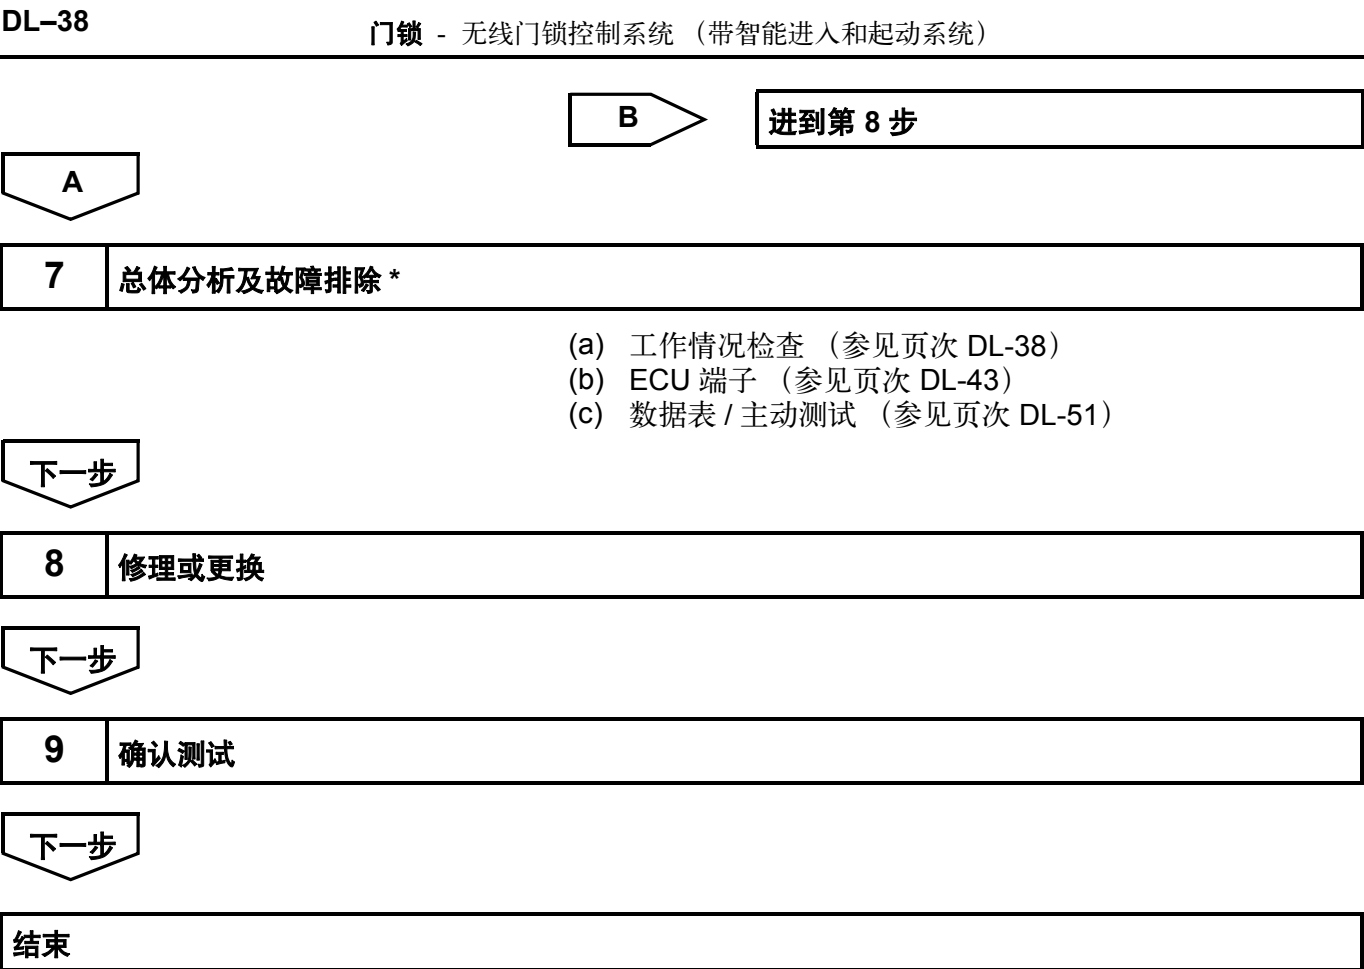 DL–38
门锁 - 无线门锁控制系统 （带智能进入和起动系统）
B
进到第 8 步
A
7
总体分析及故障排除 *
(a) 工作情况检查 （参见页次 DL-38）
(b) ECU 端子 （参见页次 DL-43）
(c) 数据表 / 主动测试 （参见页次 DL-51）
下一步
8
修理或更换
下一步
9
确认测试
下一步
结束